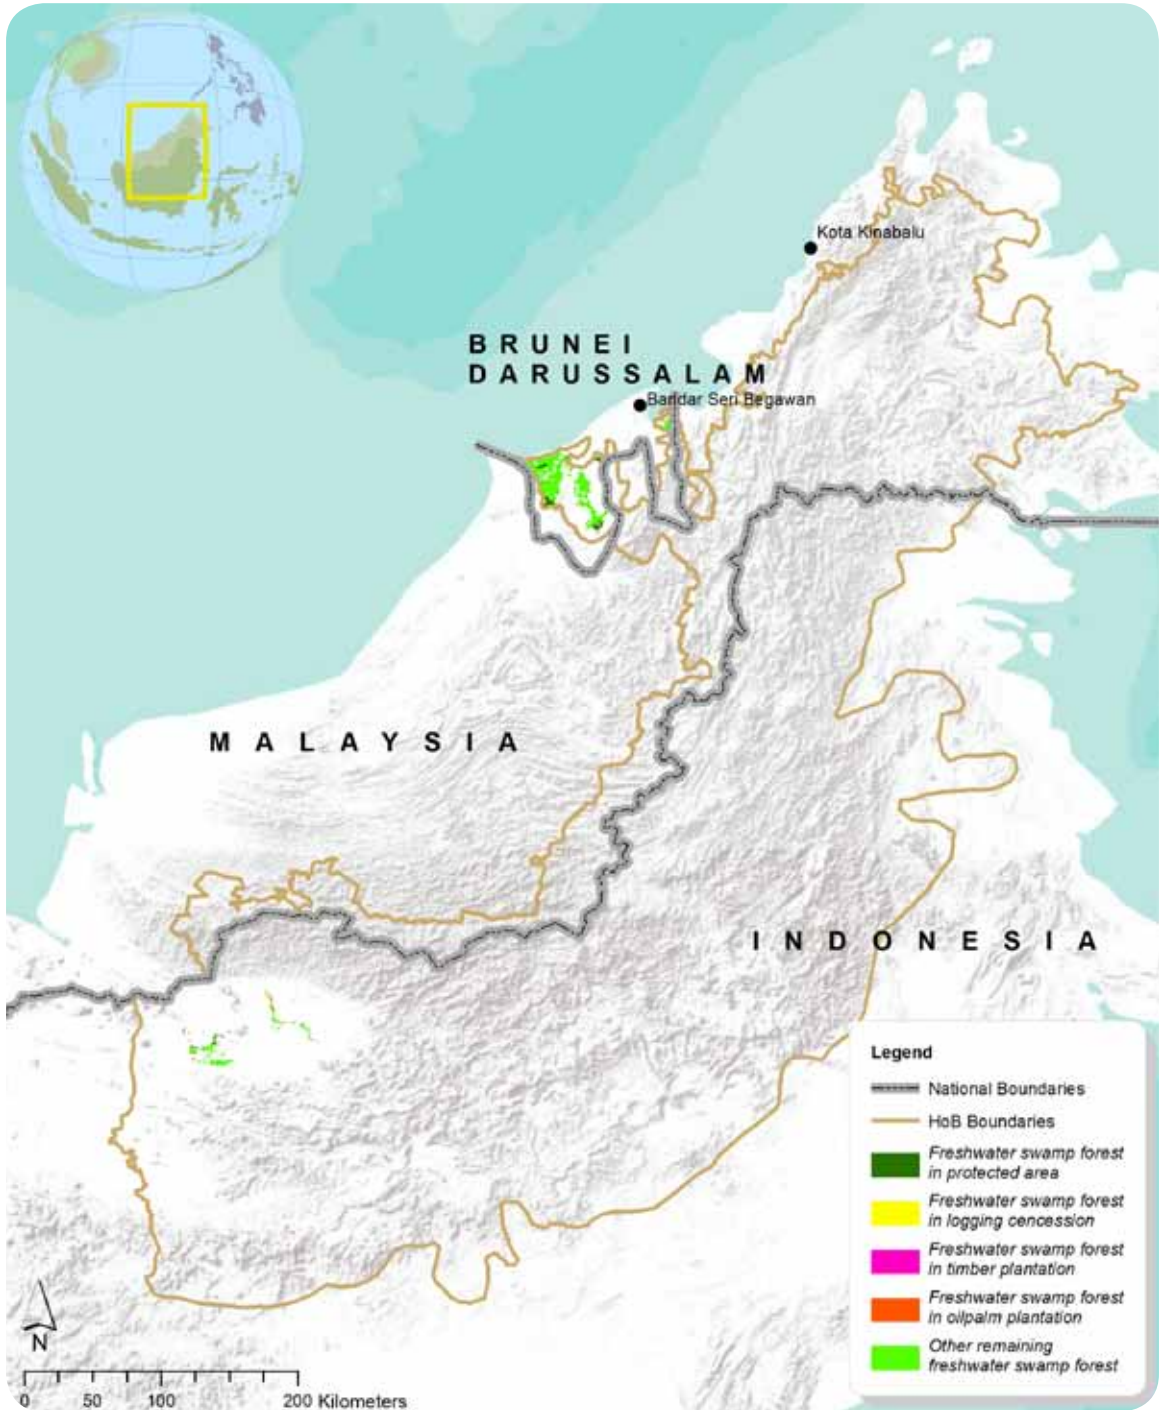 Kota Kinabalu
BRUNEI
DARUSSALAM
Bandar Seri Begawan
MALAYSIA
INDONESIA
Legend
National Boundaries
HoB Boundaries
Freshwater swamp forest
in protected area
Freshwater swamp forest
in logging cencession
Freshwater swamp forest
in timber plantation
Freshwater swamp forest
in oilpalm plantation
Other remaining
freshwater swamp forest
N
0 50 100 200 Kilometers